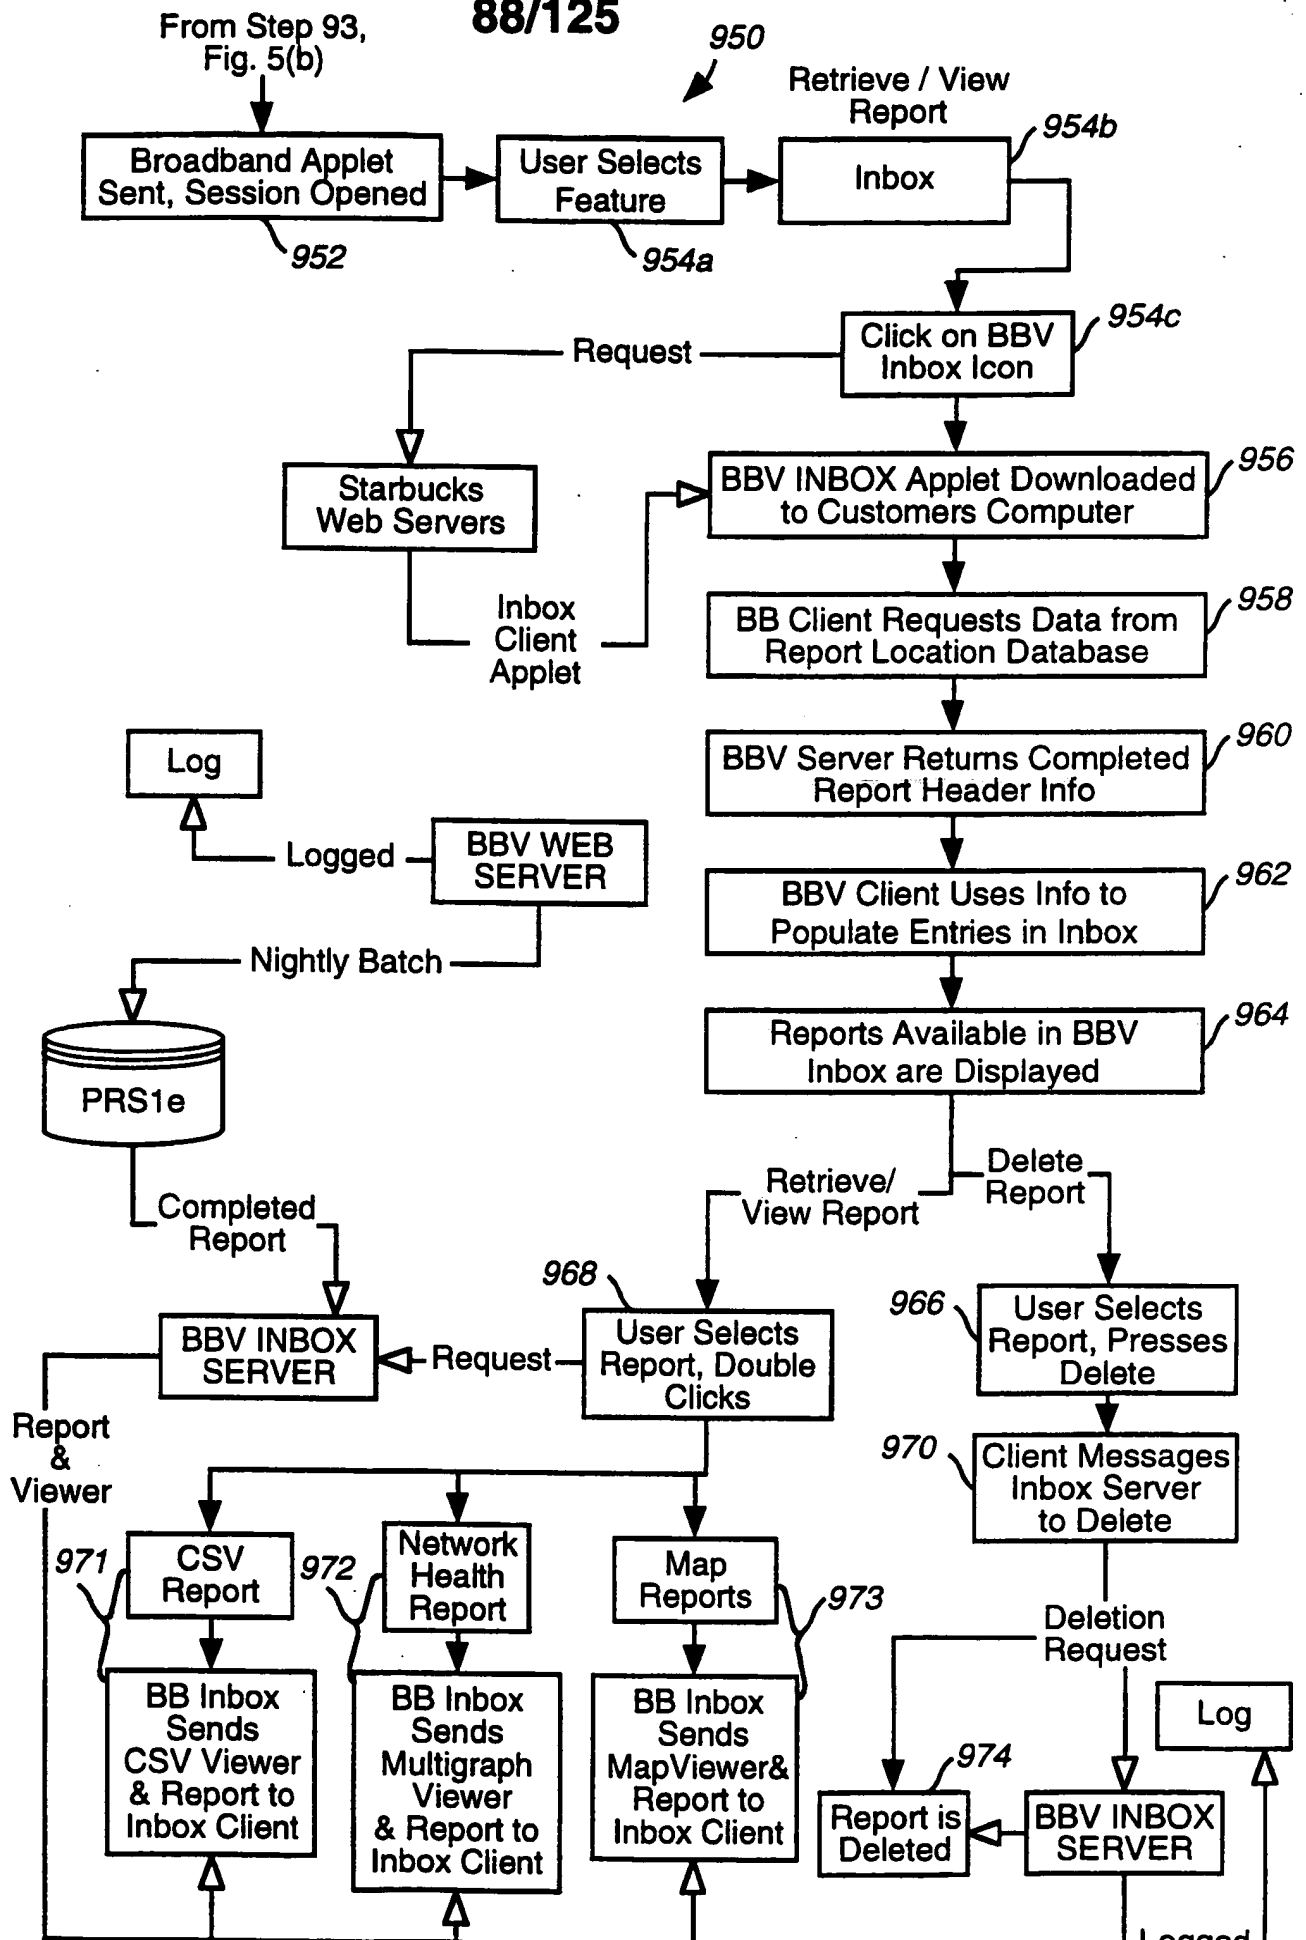 88/125
From Step 93,
Fig. 5(b)
950
Retrieve / View
Report
954b
Broadband Applet
Sent, Session Opened
User Selects
Feature
Inbox
952
954a
954c
Click on BBV
Inbox Icon
Request
956
Starbucks
Web Servers
BBV INBOX Applet Downloaded
to Customers Computer
Inbox
Client
Applet
958
BB Client Requests Data from
Report Location Database
960
Log
BBV Server Returns Completed
Report Header Info
Logged
BBV WEB
SERVER
962
BBV Client Uses Info to
Populate Entries in Inbox
Nightly Batch
964
Reports Available in BBV
Inbox are Displayed
PRS1e
Retrieve/
View Report
Delete
Report
Completed
Report
968
966
BBV INBOX
SERVER
Request
User Selects
Report, Double
Clicks
User Selects
Report, Presses
Delete
Report
&
Viewer
970
Client Messages
Inbox Server
to Delete
971
CSV
Report
972
Network
Health
Report
Map
Reports
973
Deletion
Request
BB Inbox
Sends
CSV Viewer
& Report to
Inbox Client
BB Inbox
Sends
Multigraph
Viewer
& Report to
Inbox Client
BB Inbox
Sends
MapViewer&
Report to
Inbox Client
Log
974
Report is
Deleted
BBV INBOX
SERVER
Logged